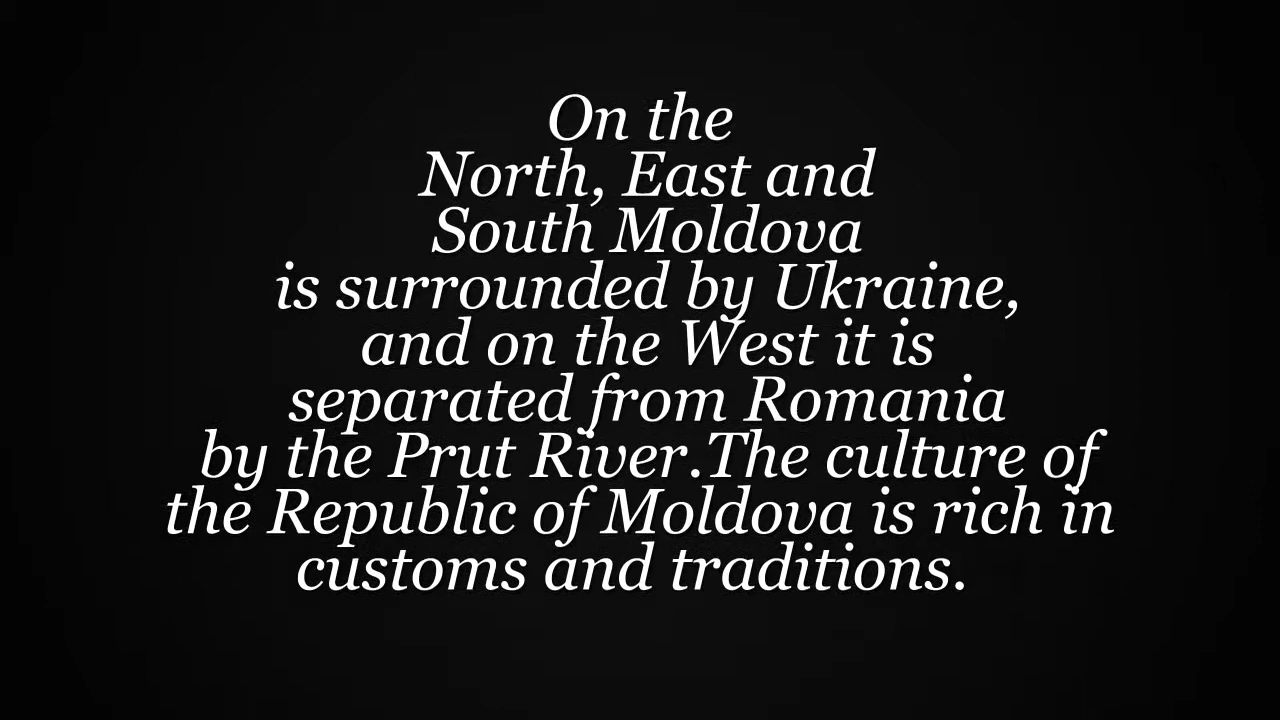 On the
North, East and
South Moldova
is surrounded by Ukraine,
and on the West it is
separated from Romania
by the Prut River.The culture of
the Republic of Moldova is rich in
customs and traditions.